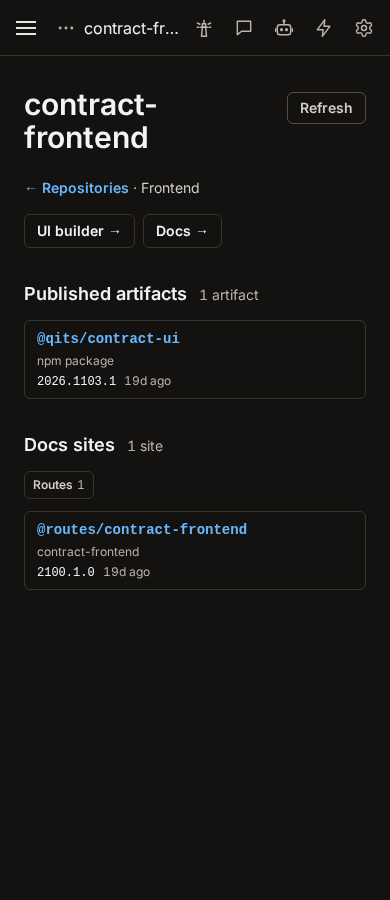 ··· contract-fr...
contract-
frontend
Refresh
← Repositories · Frontend
UI builder →
Docs →
Published artifacts 1 artifact
@qits/contract-ui
npm package
2026.1103.1 19d ago
Docs sites 1 site
Routes 1
@routes/contract-frontend
contract-frontend
2100.1.0 19d ago